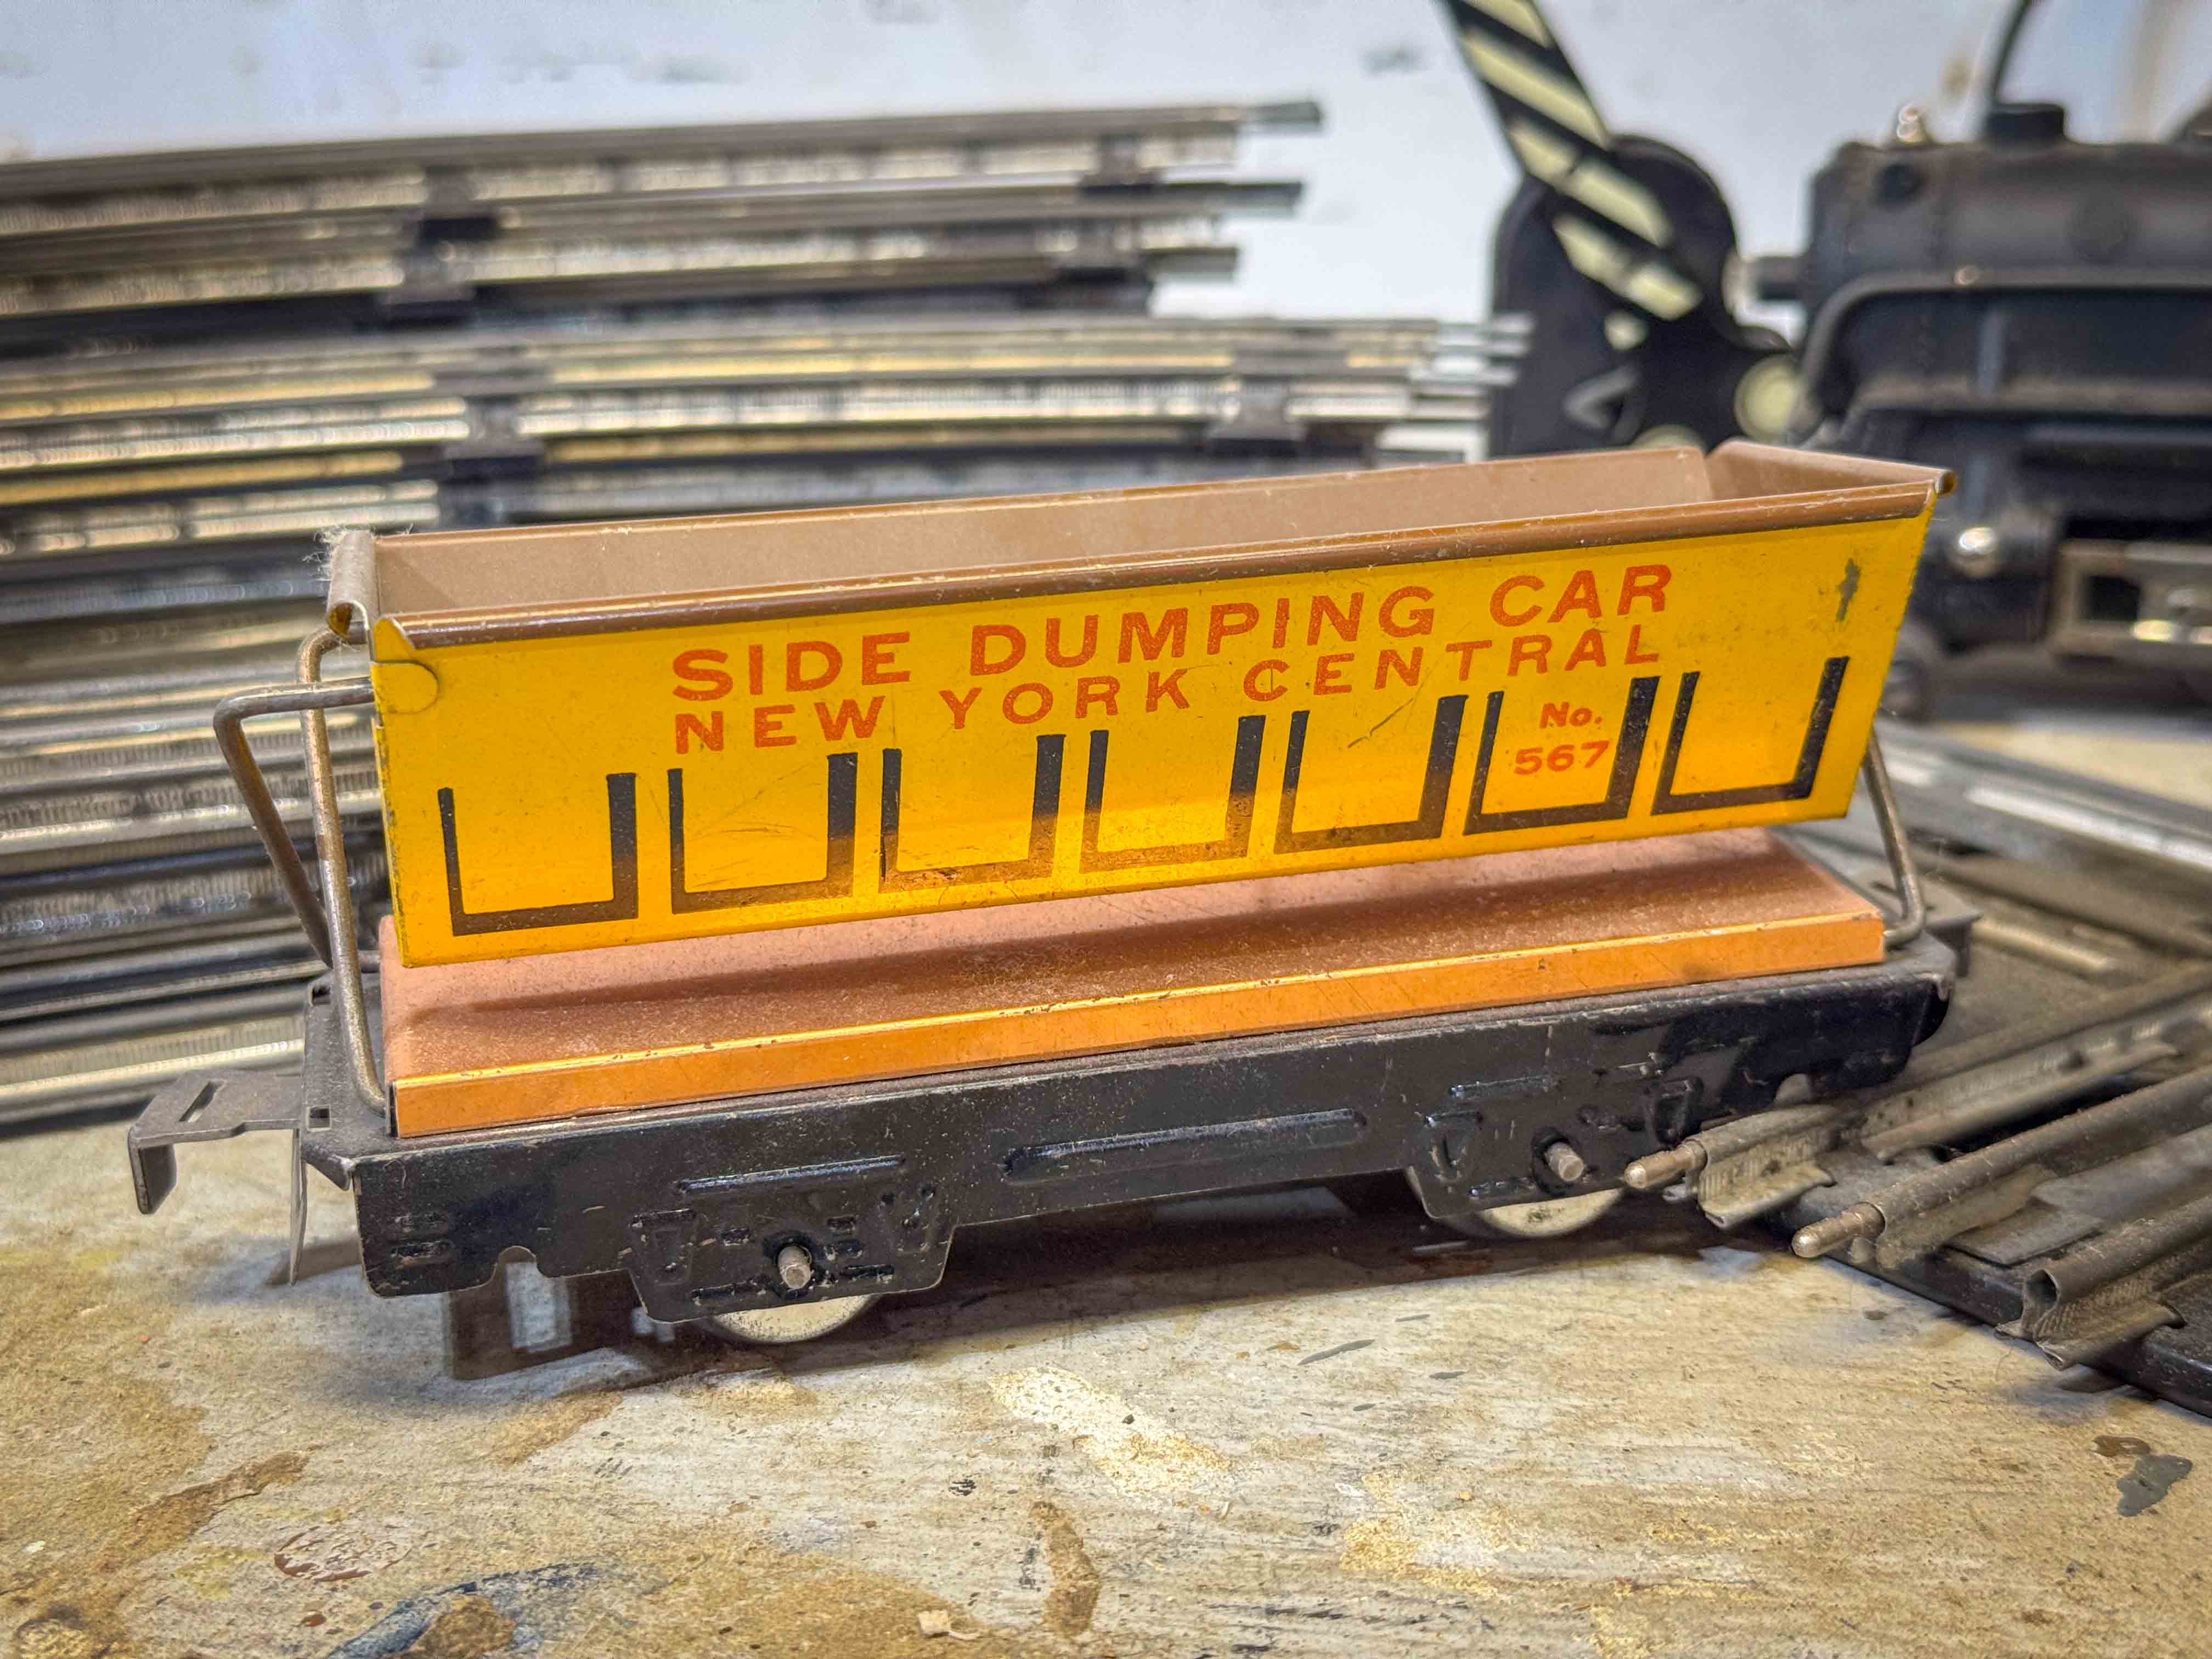 SIDE DUMPING CAR
NEW YORK CENTRAL
No.
567